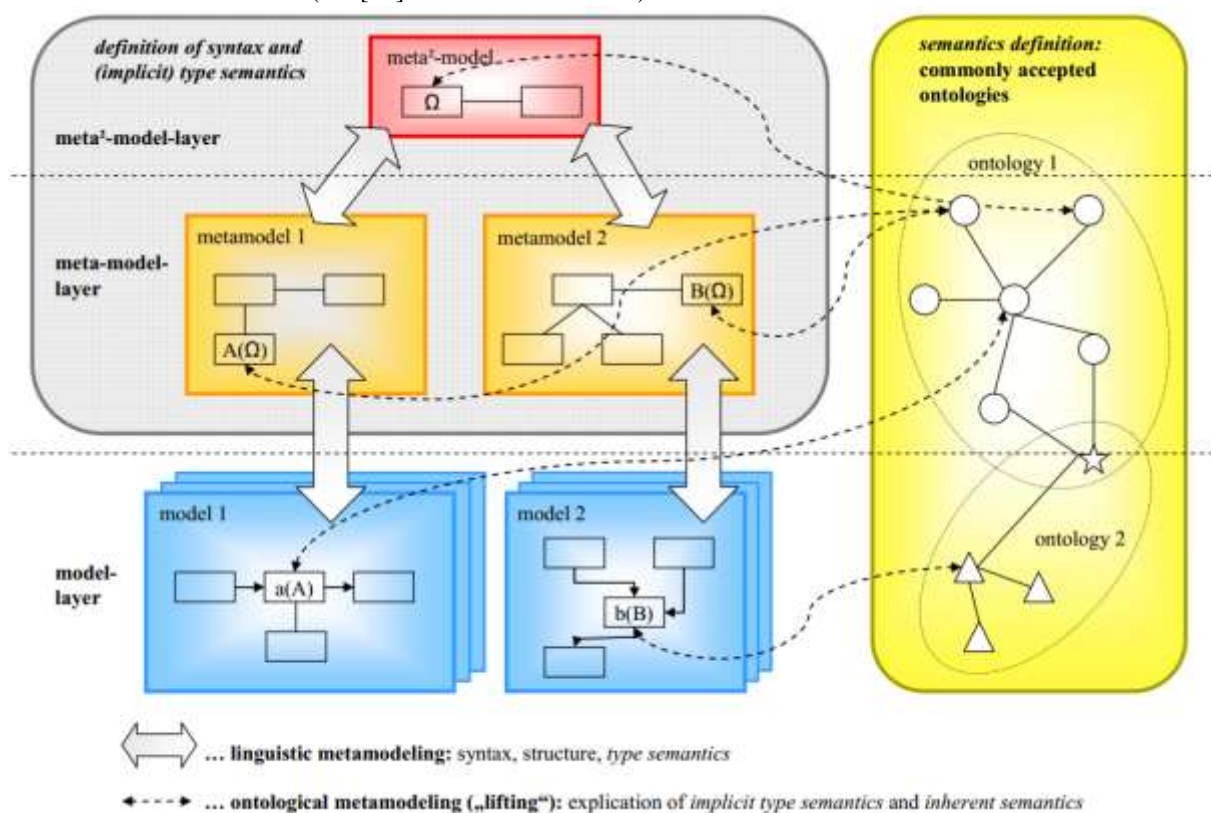 definition of syntax and
(implicit) type semantics
meta²-model
Ω
meta²-model-layer
semantics definition:
commonly accepted
ontologies
ontology 1
metamodel 1
A(Ω)
metamodel 2
B(Ω)
meta-model-
layer
model 1
a(A)
model 2
b(B)
model-
layer
ontology 2
... linguistic metamodeling: syntax, structure, type semantics
... ontological metamodeling („lifting“): explication of implicit type semantics and inherent semantics